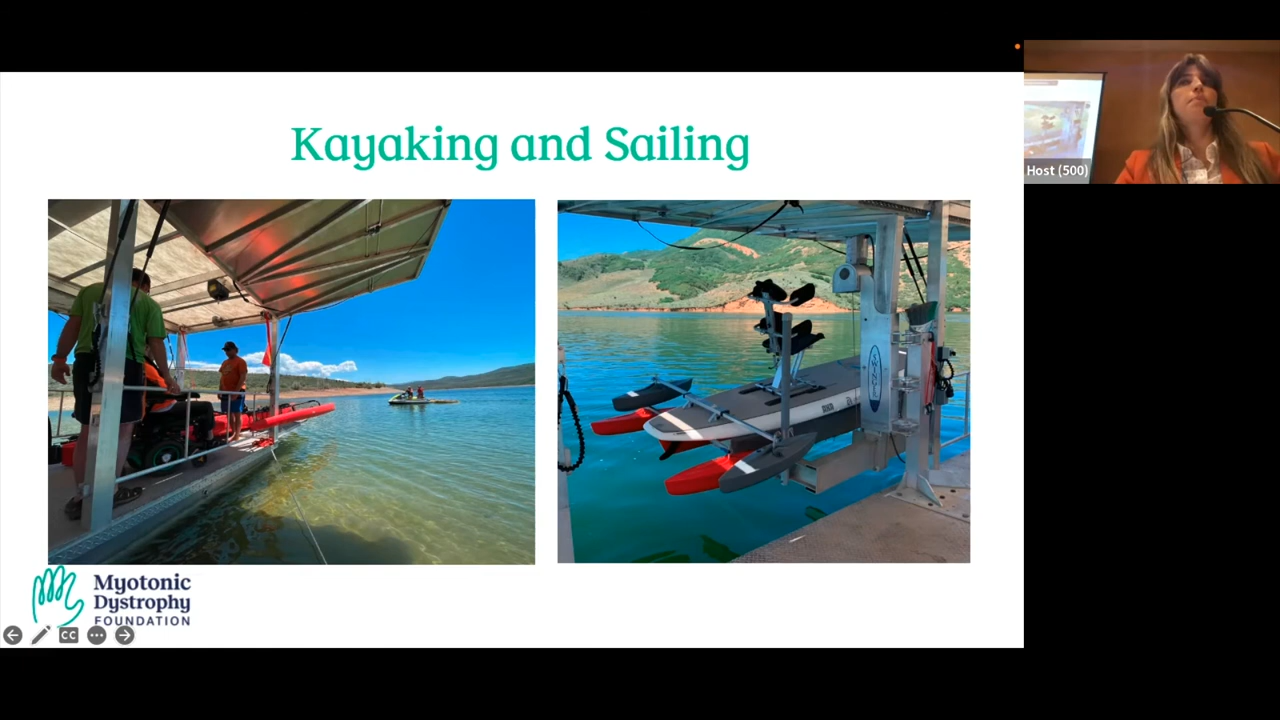 Kayaking and Sailing
Host (500)
Myotonic
Dystrophy
FOUNDATION
CC